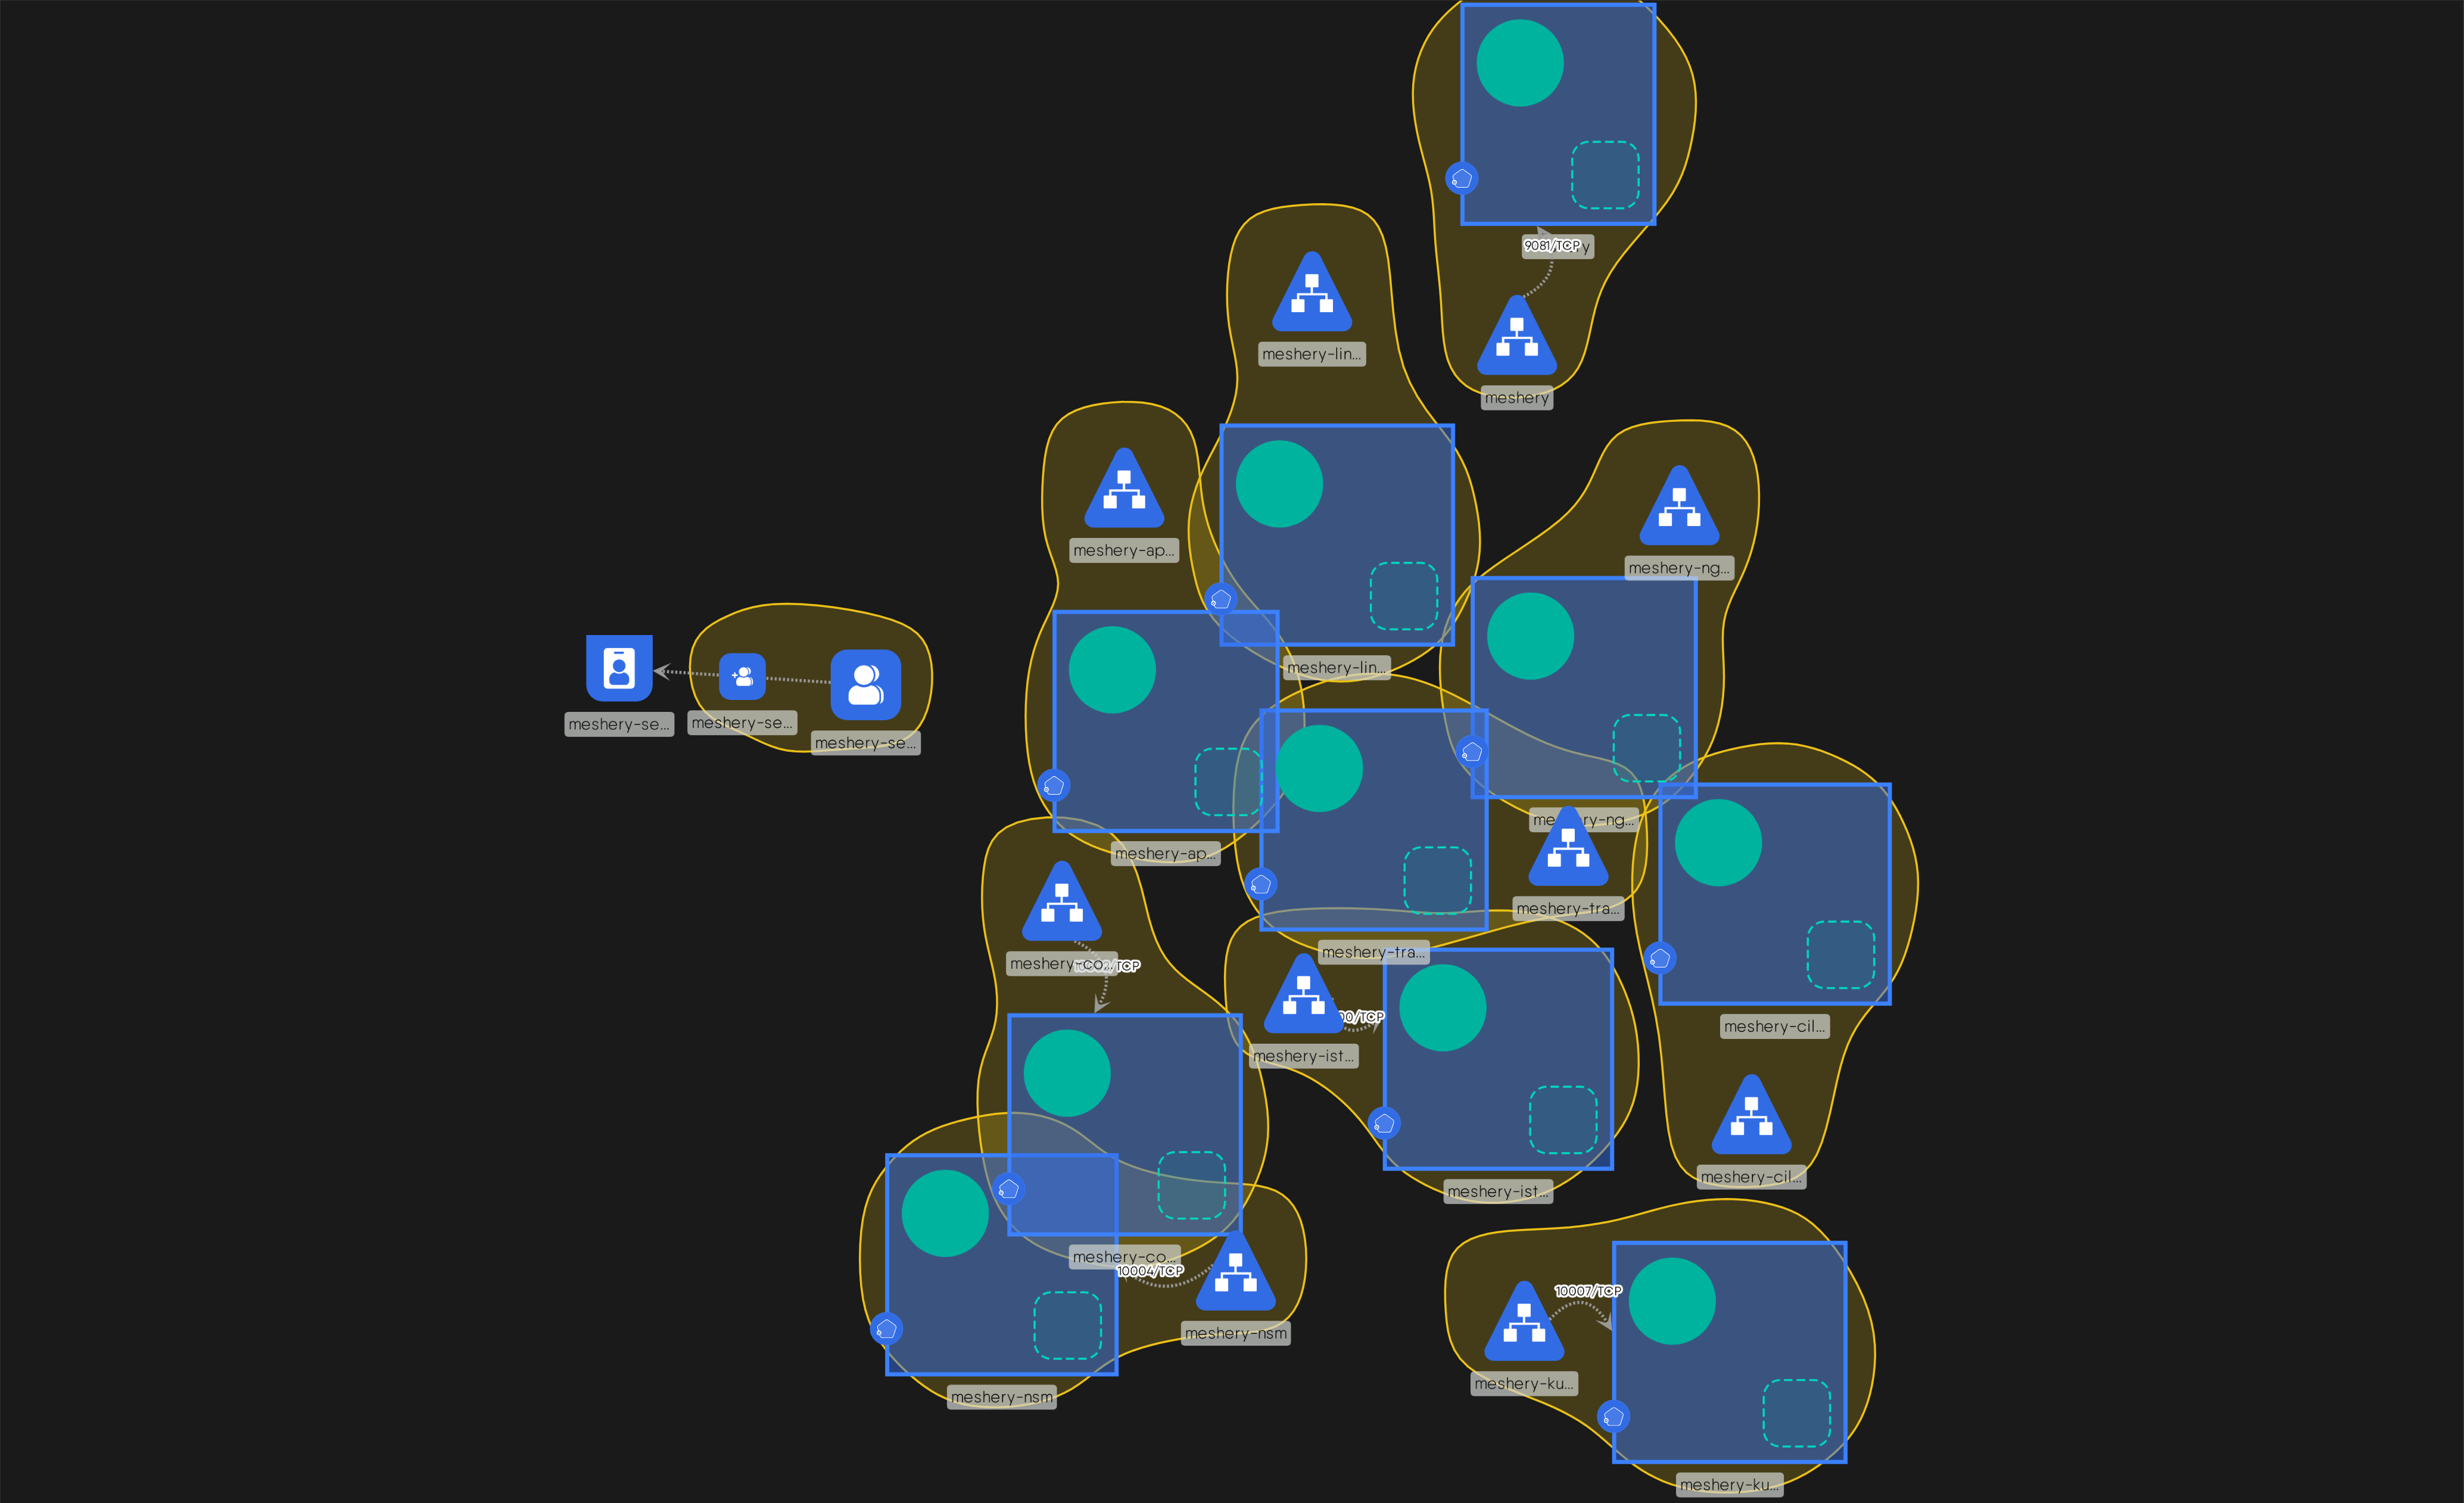 9081/TCP
meshery
meshery-lin...
meshery-ap...
meshery-ng...
meshery-lin...
meshery-se...
meshery-se...
meshery-se...
meshery-ap...
meshery-tra...
meshery-tra...
meshery-co...
meshery-ist...
meshery-cil...
meshery-cil...
meshery-ist...
meshery-co...
10004/TCP
meshery-nsm
meshery-nsm
10007/TCP
meshery-ku...
meshery-ku...